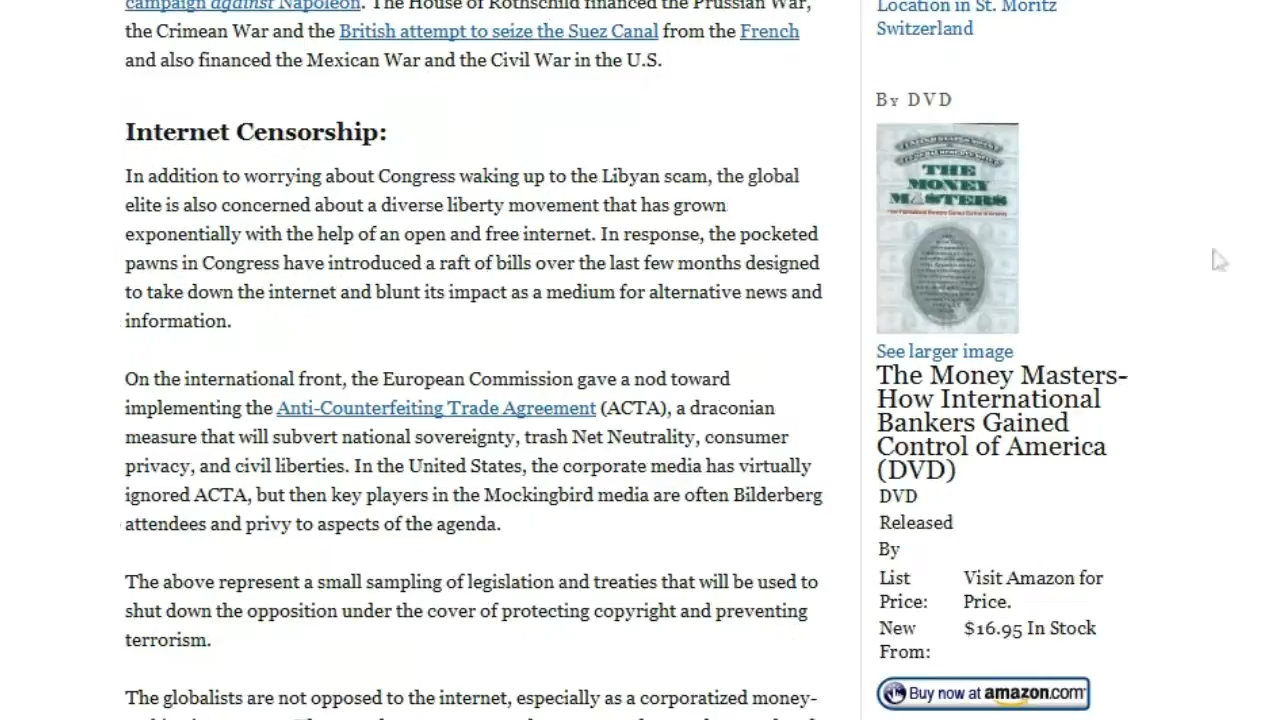 campaign against Napoleon. The House of Rothschild financed the Prussian War,
the Crimean War and the British attempt to seize the Suez Canal from the French
and also financed the Mexican War and the Civil War in the U.S.
Internet Censorship:
In addition to worrying about Congress waking up to the Libyan scam, the global
elite is also concerned about a diverse liberty movement that has grown
exponentially with the help of an open and free internet. In response, the pocketed
pawns in Congress have introduced a raft of bills over the last few months designed
to take down the internet and blunt its impact as a medium for alternative news and
information.
On the international front, the European Commission gave a nod toward
implementing the Anti-Counterfeiting Trade Agreement (ACTA), a draconian
measure that will subvert national sovereignty, trash Net Neutrality, consumer
privacy, and civil liberties. In the United States, the corporate media has virtually
ignored ACTA, but then key players in the Mockingbird media are often Bilderberg
attendees and privy to aspects of the agenda.
The above represent a small sampling of legislation and treaties that will be used to
shut down the opposition under the cover of protecting copyright and preventing
terrorism.
The globalists are not opposed to the internet, especially as a corporatized money-
Location in St. Moritz
Switzerland
By DVD
THE
MONEY
MASTERS
See larger image
The Money Masters-
How International
Bankers Gained
Control of America
(DVD)
DVD
Released
By
List Visit Amazon for
Price: Price.
New $16.95 In Stock
From:
Buy now at amazon.com